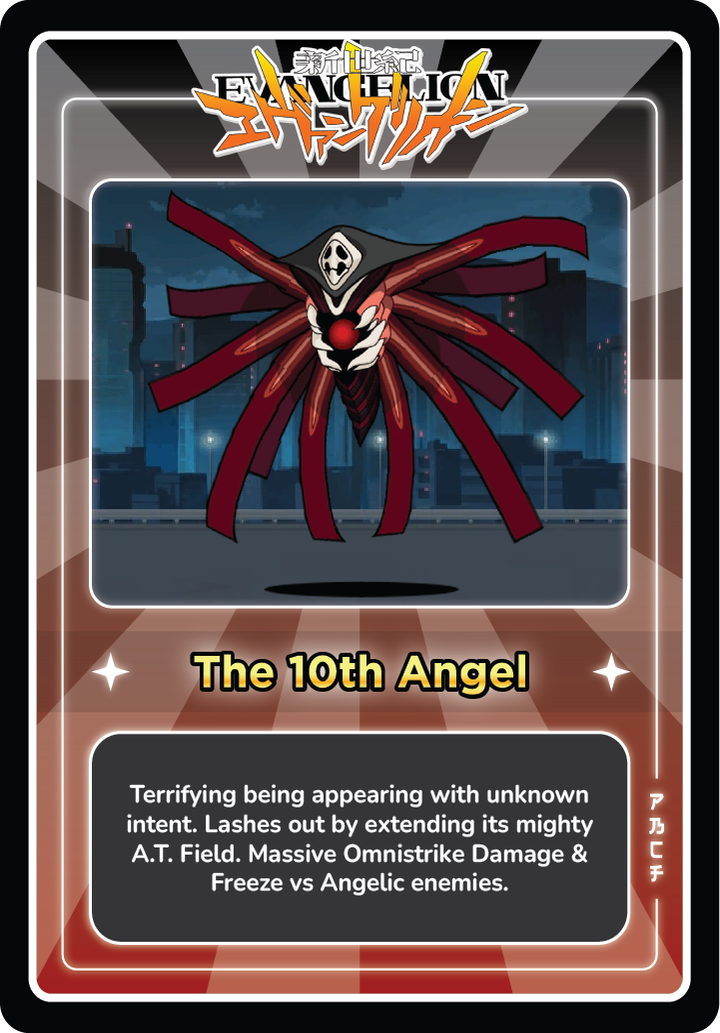 新世紀
EVANGELION
エヴァンゲリオン
The 10th Angel
Terrifying being appearing with unknown
intent. Lashes out by extending its mighty
A.T. Field. Massive Omnistrike Damage &
Freeze vs Angelic enemies.